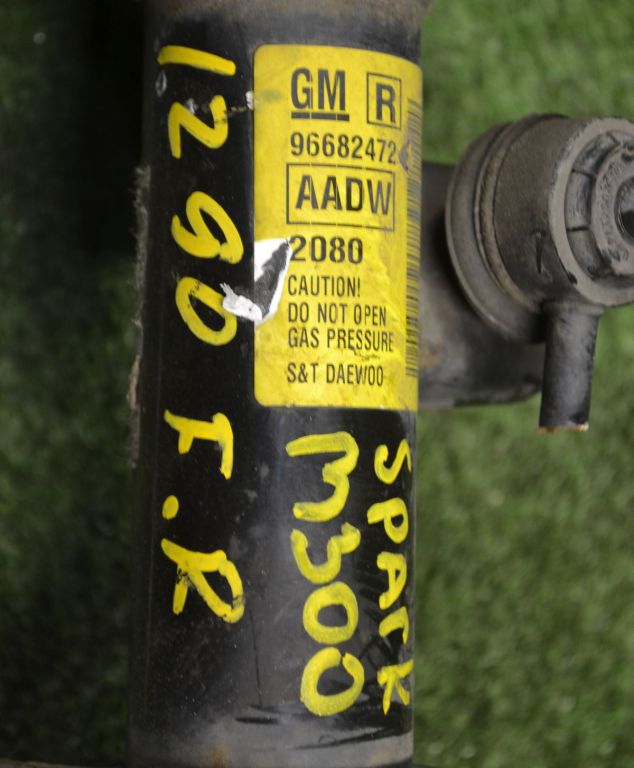 GM R
96682472
AADW
2080
CAUTION!
DO NOT OPEN
GAS PRESSURE
S&T DAEWOO
1290 F.R
SPARK
M300